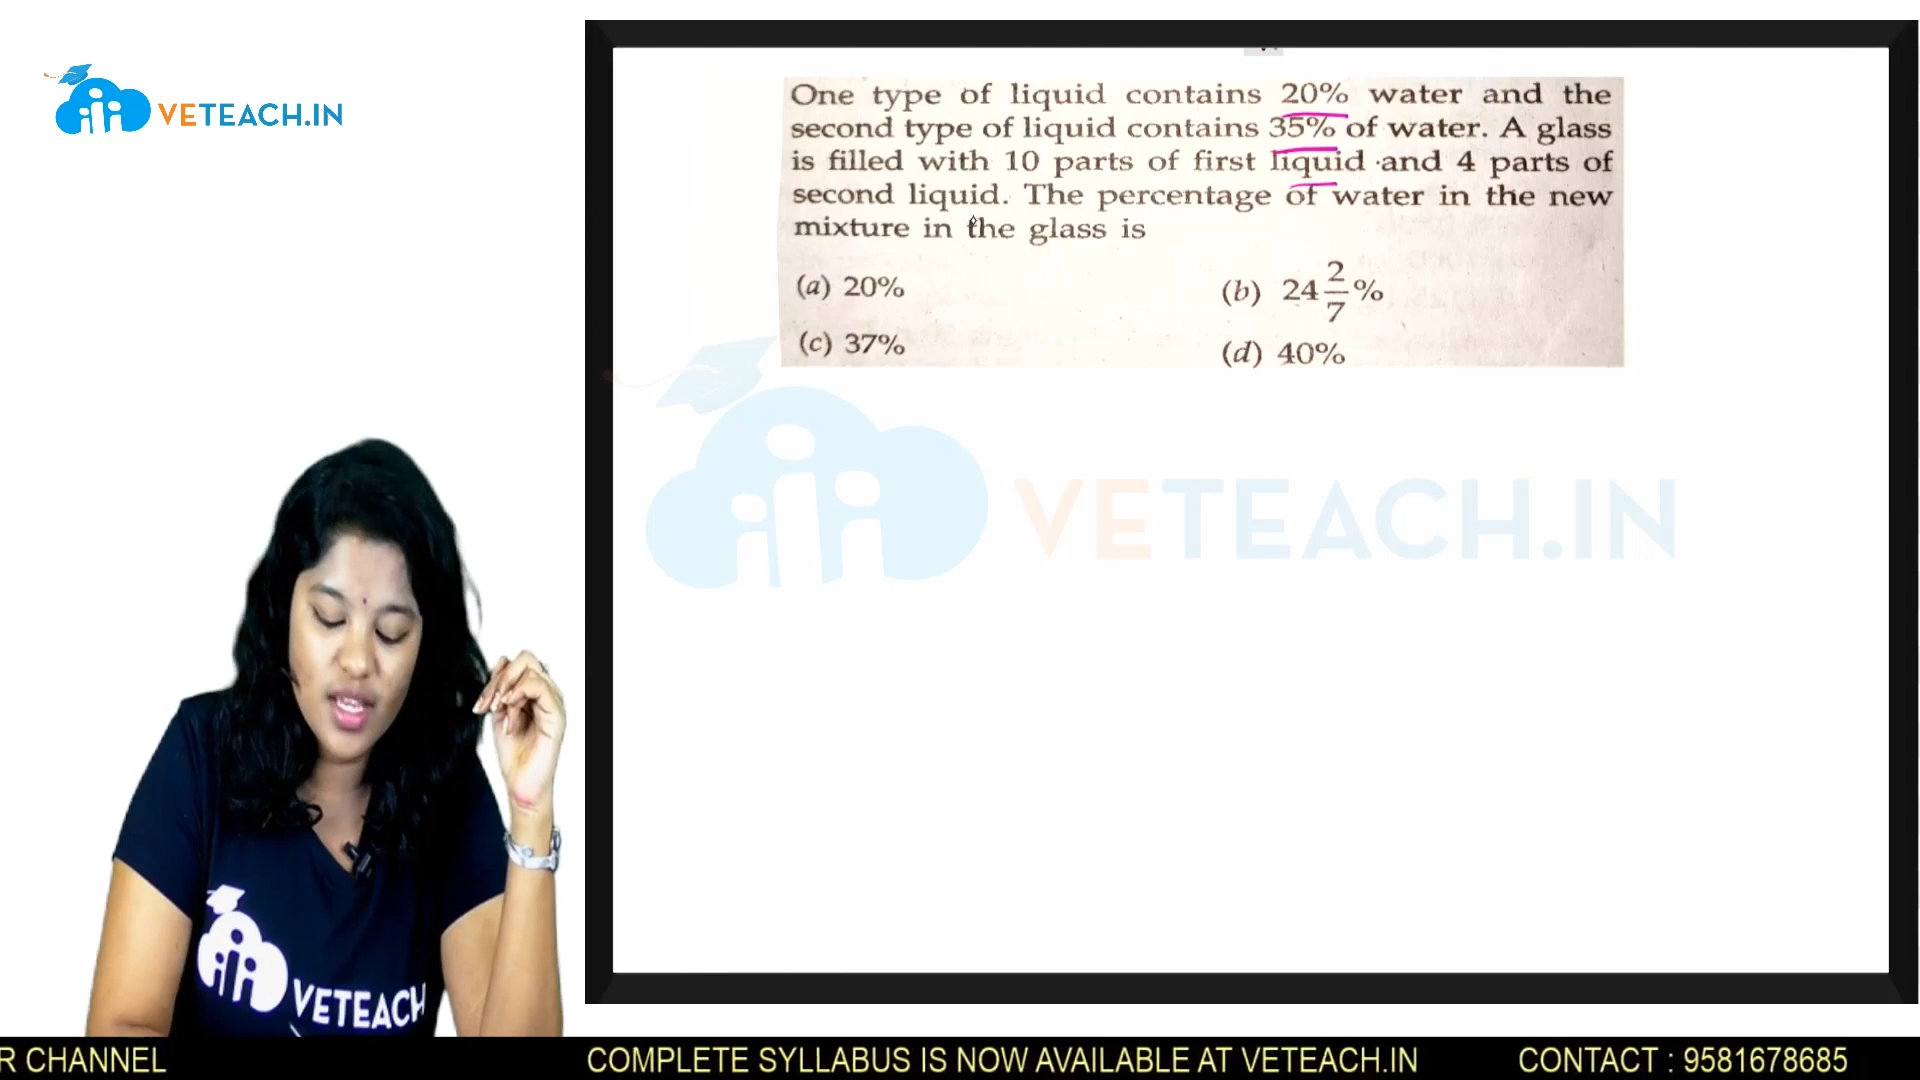 VETEACH.IN
One type of liquid contains 20% water and the
second type of liquid contains 35% of water. A glass
is filled with 10 parts of first liquid and 4 parts of
second liquid. The percentage of water in the new
mixture in the glass is
(a) 20%
(b) 24 2/7 %
(c) 37%
(d) 40%
VETEACH.IN
VETEACH
R CHANNEL COMPLETE SYLLABUS IS NOW AVAILABLE AT VETEACH.IN CONTACT : 9581678685